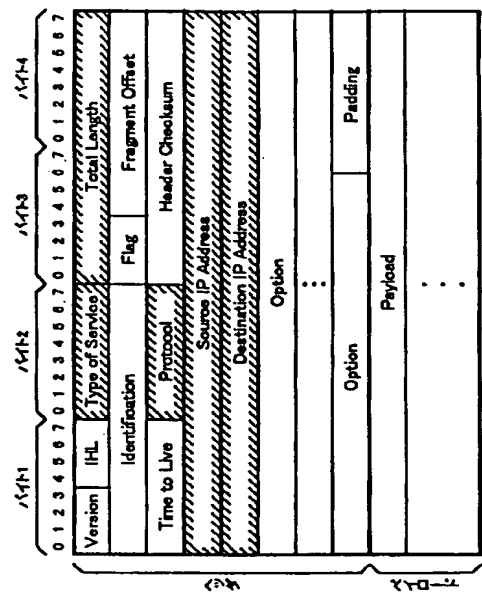 バイト1 バイト2 バイト3 バイト4
0 1 2 3 4 5 6 7 0 1 2 3 4 5 6 7 0 1 2 3 4 5 6 7 0 1 2 3 4 5 6 7
Version IHL Type of Service Total Length
Identification Flag Fragment Offset
Time to Live Protocol Header Checksum
Source IP Address
Destination IP Address
Option
Option Padding
Payload
ヘッダ
ペイロード